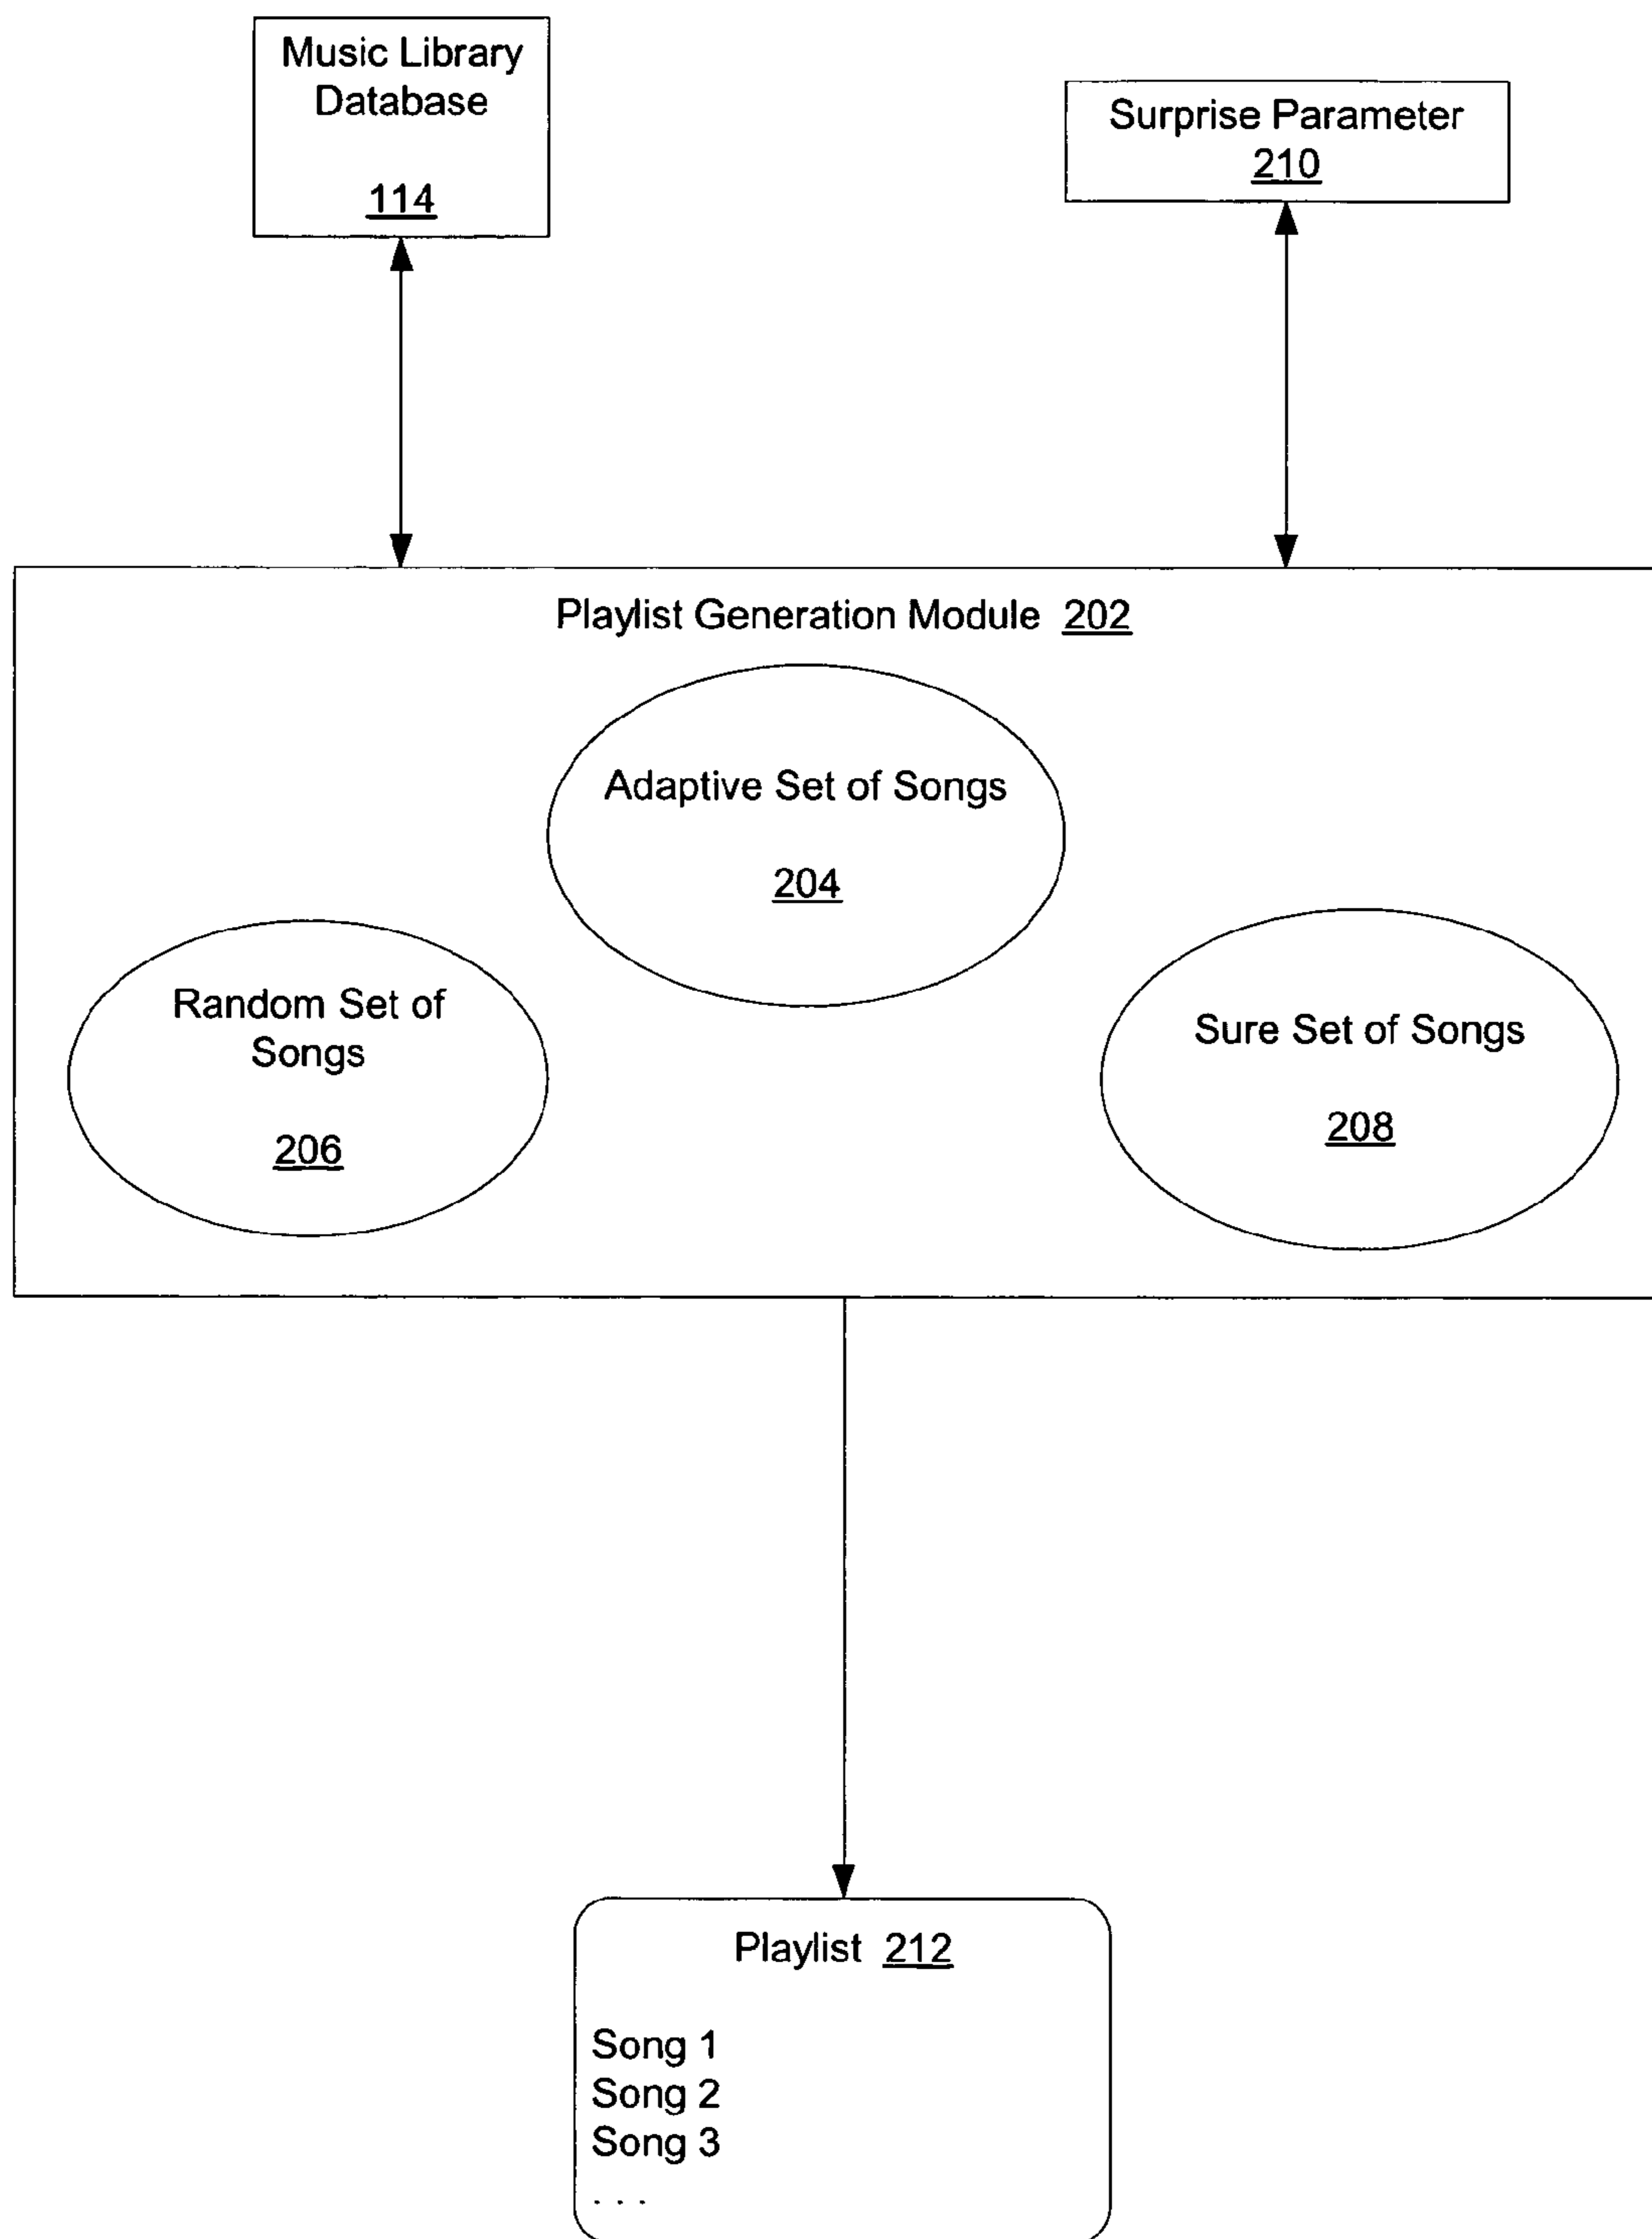 Music Library
Database
114
Surprise Parameter
210
Playlist Generation Module 202
Adaptive Set of Songs
204
Random Set of
Songs
206
Sure Set of Songs
208
Playlist 212
Song 1
Song 2
Song 3
. . .